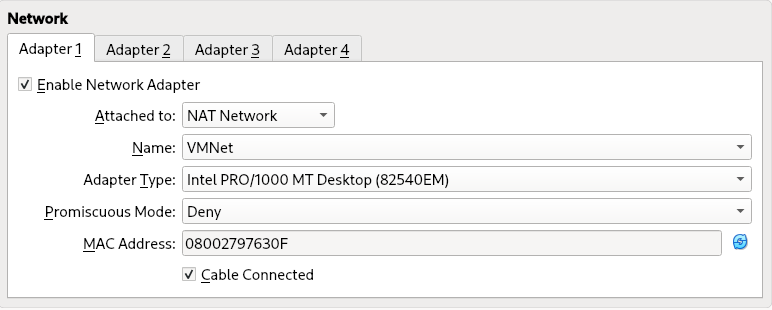 Network
Adapter 1 Adapter 2 Adapter 3 Adapter 4
Enable Network Adapter
Attached to: NAT Network
Name: VMNet
Adapter Type: Intel PRO/1000 MT Desktop (82540EM)
Promiscuous Mode: Deny
MAC Address: 08002797630F
Cable Connected